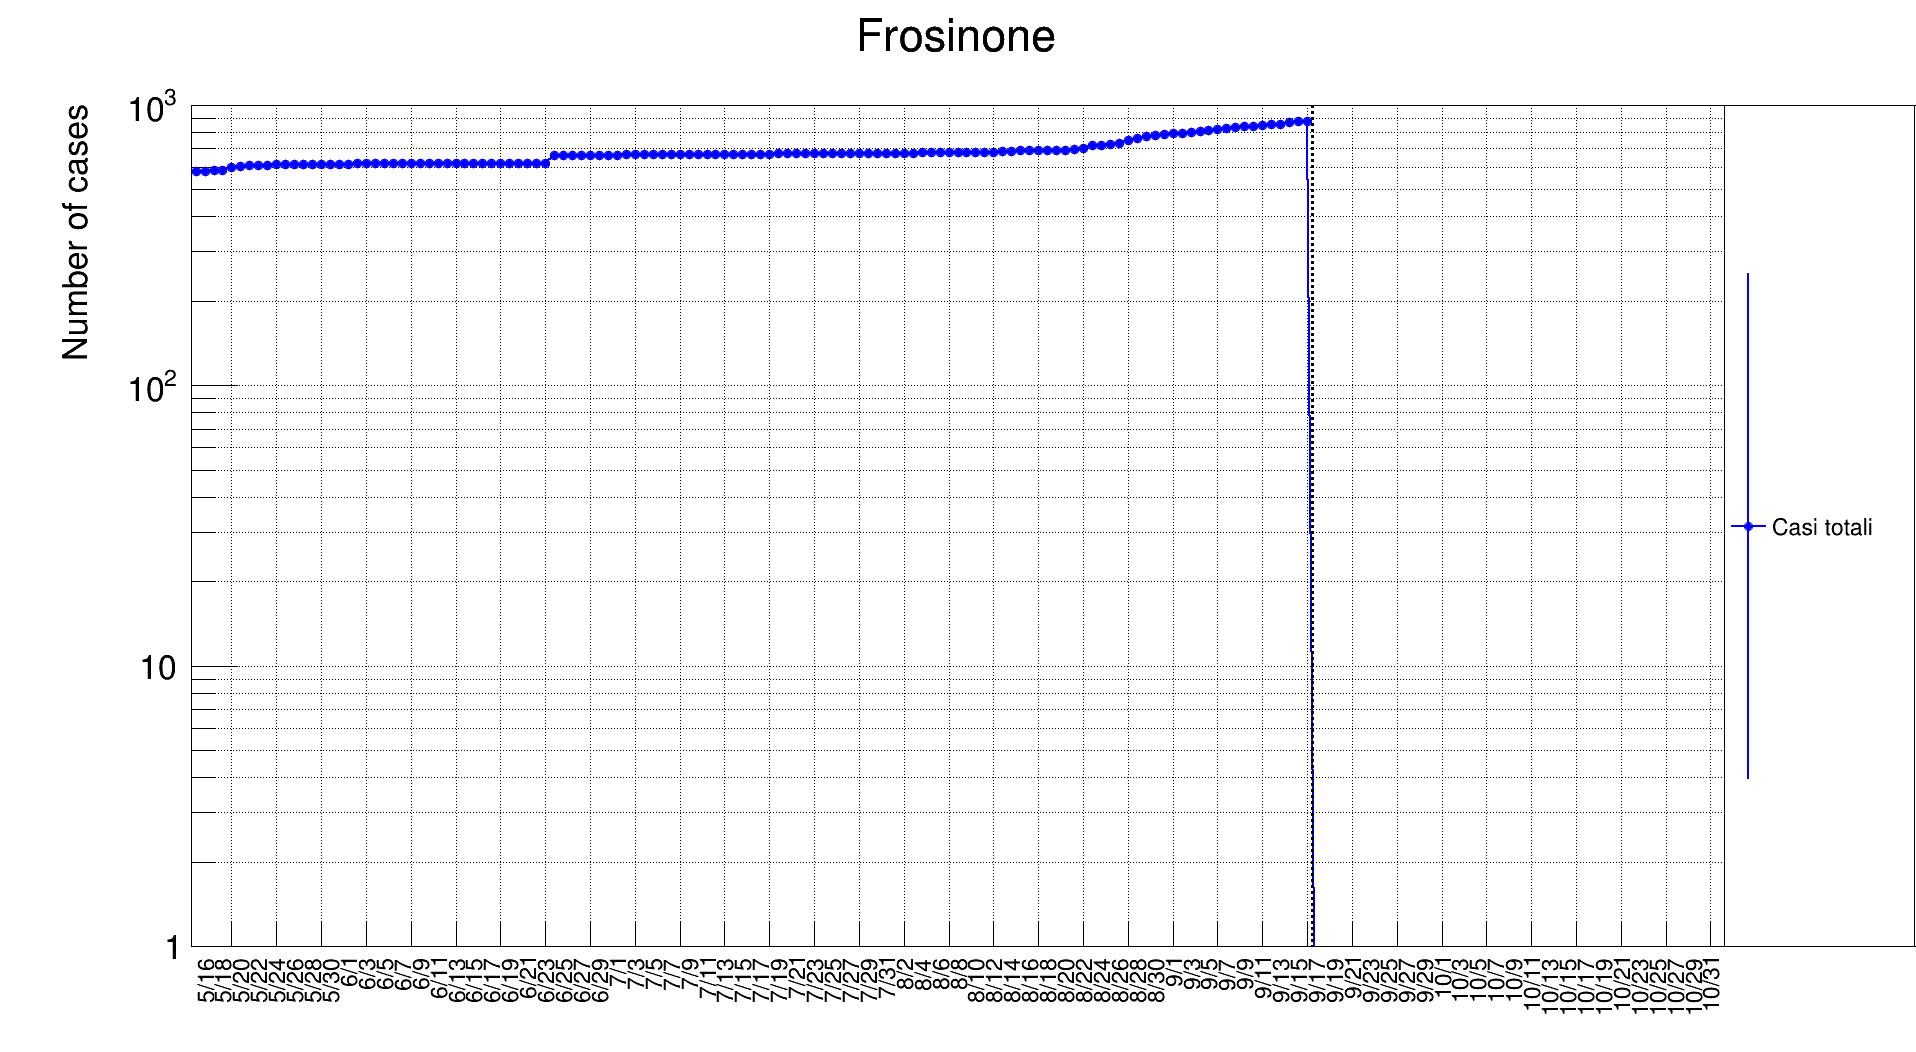 Frosinone
Number of cases
10³
10²
10
1
5/16 5/18 5/20 5/22 5/24 5/26 5/28 5/30 6/1 6/3 6/5 6/7 6/9 6/11 6/13 6/15 6/17 6/19 6/21 6/23 6/25 6/27 6/29 7/1 7/3 7/5 7/7 7/9 7/11 7/13 7/15 7/17 7/19 7/21 7/23 7/25 7/27 7/29 7/31 8/2 8/4 8/6 8/8 8/10 8/12 8/14 8/16 8/18 8/20 8/22 8/24 8/26 8/28 8/30 9/1 9/3 9/5 9/7 9/9 9/11 9/13 9/15 9/17 9/19 9/21 9/23 9/25 9/27 9/29 10/1 10/3 10/5 10/7 10/9 10/11 10/13 10/15 10/17 10/19 10/21 10/23 10/25 10/27 10/29 10/31
Casi totali